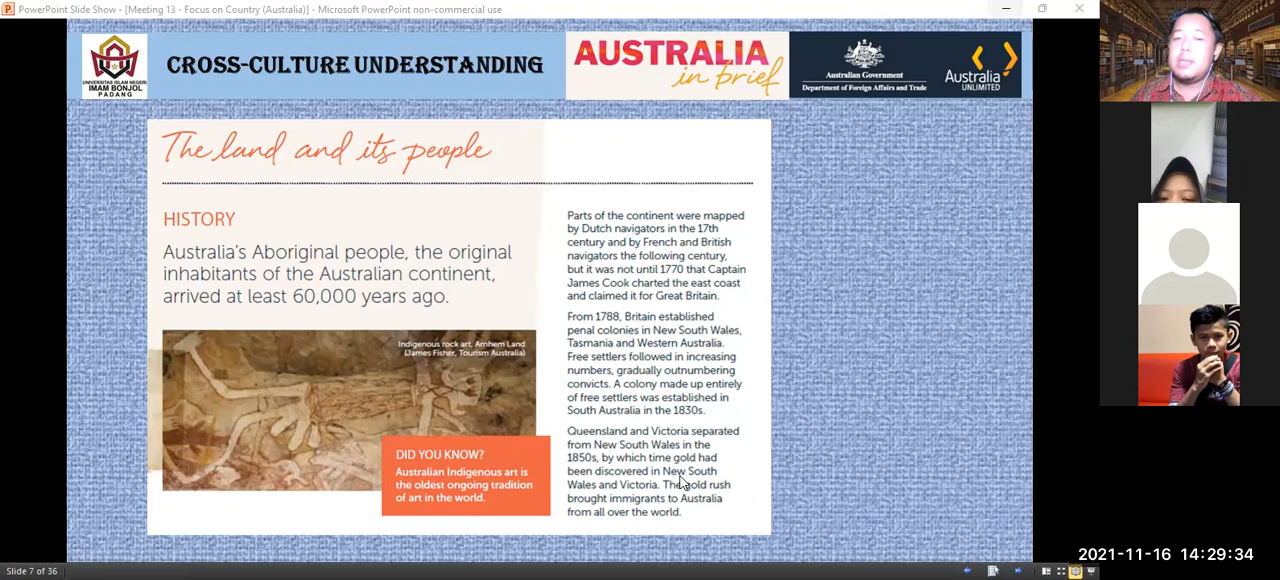 PowerPoint Slide Show - [Meeting 13 - Focus on Country (Australia)] - Microsoft PowerPoint non-commercial use
UNIVERSITAS ISLAM NEGERI
IMAM BONJOL
PADANG
CROSS-CULTURE UNDERSTANDING
AUSTRALIA
in brief
Australian Government
Department of Foreign Affairs and Trade
Australia
UNLIMITED
The land and its people
HISTORY
Australia's Aboriginal people, the original
inhabitants of the Australian continent,
arrived at least 60,000 years ago.
Indigenous rock art, Arnhem Land
(James Fisher, Tourism Australia)
DID YOU KNOW?
Australian Indigenous art is
the oldest ongoing tradition
of art in the world.
Parts of the continent were mapped
by Dutch navigators in the 17th
century and by French and British
navigators the following century,
but it was not until 1770 that Captain
James Cook charted the east coast
and claimed it for Great Britain.
From 1788, Britain established
penal colonies in New South Wales,
Tasmania and Western Australia.
Free settlers followed in increasing
numbers, gradually outnumbering
convicts. A colony made up entirely
of free settlers was established in
South Australia in the 1830s.
Queensland and Victoria separated
from New South Wales in the
1850s, by which time gold had
been discovered in New South
Wales and Victoria. The gold rush
brought immigrants to Australia
from all over the world.
2021-11-16 14:29:34
Slide 7 of 36